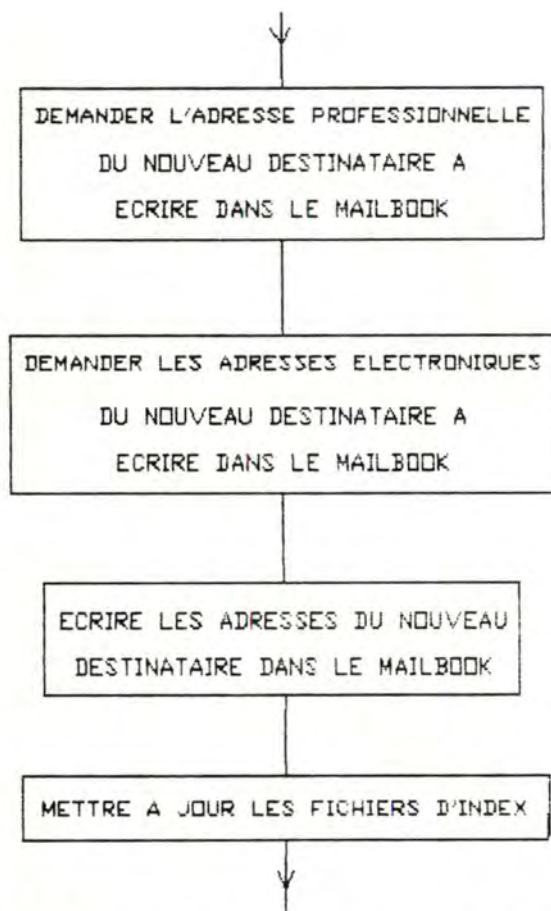 DEMANDER L'ADRESSE PROFESSIONNELLE
DU NOUVEAU DESTINATAIRE A
ECRIRE DANS LE MAILBOOK
DEMANDER LES ADRESSES ELECTRONIQUES
DU NOUVEAU DESTINATAIRE A
ECRIRE DANS LE MAILBOOK
ECRIRE LES ADRESSES DU NOUVEAU
DESTINATAIRE DANS LE MAILBOOK
METTRE A JOUR LES FICHIERS D'INDEX